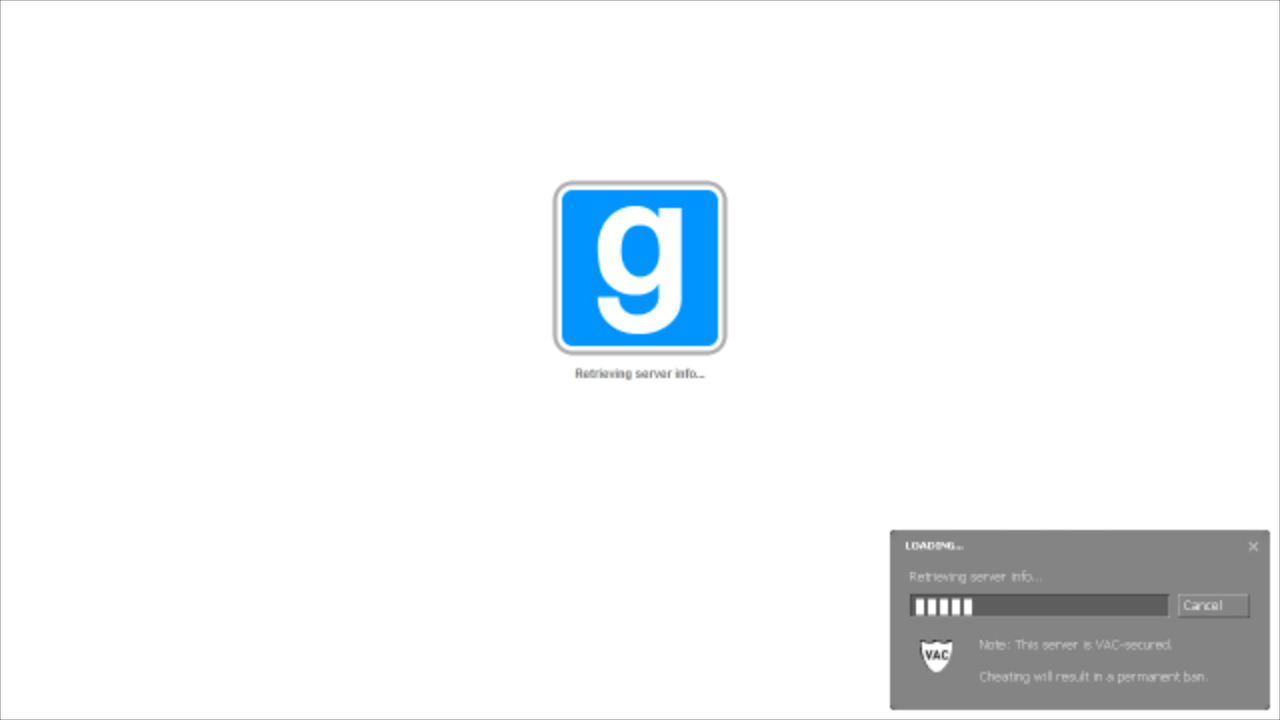 g
Retrieving server info...
LOADING...
Retrieving server info...
Cancel
Note: This server is VAC-secured.
VAC
Cheating will result in a permanent ban.